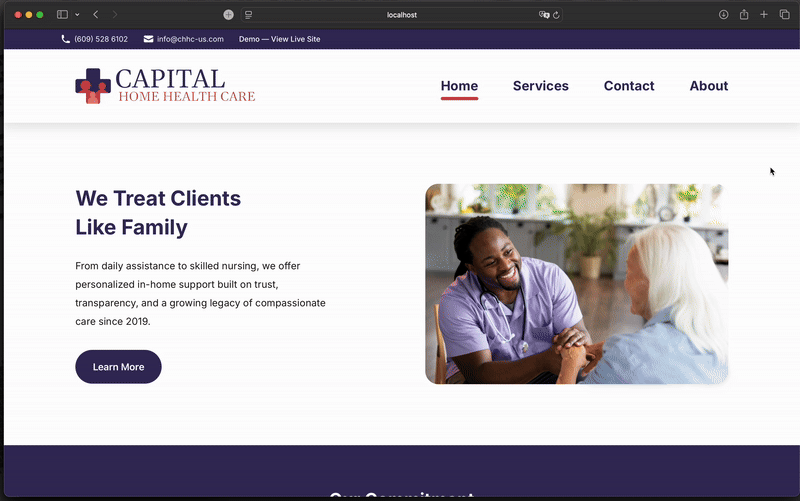 localhost
(609) 528 6102
info@chhc-us.com
Demo — View Live Site
CAPITAL
HOME HEALTH CARE
Home
Services
Contact
About
We Treat Clients
Like Family
From daily assistance to skilled nursing, we offer
personalized in-home support built on trust,
transparency, and a growing legacy of compassionate
care since 2019.
Learn More
Our Commitment